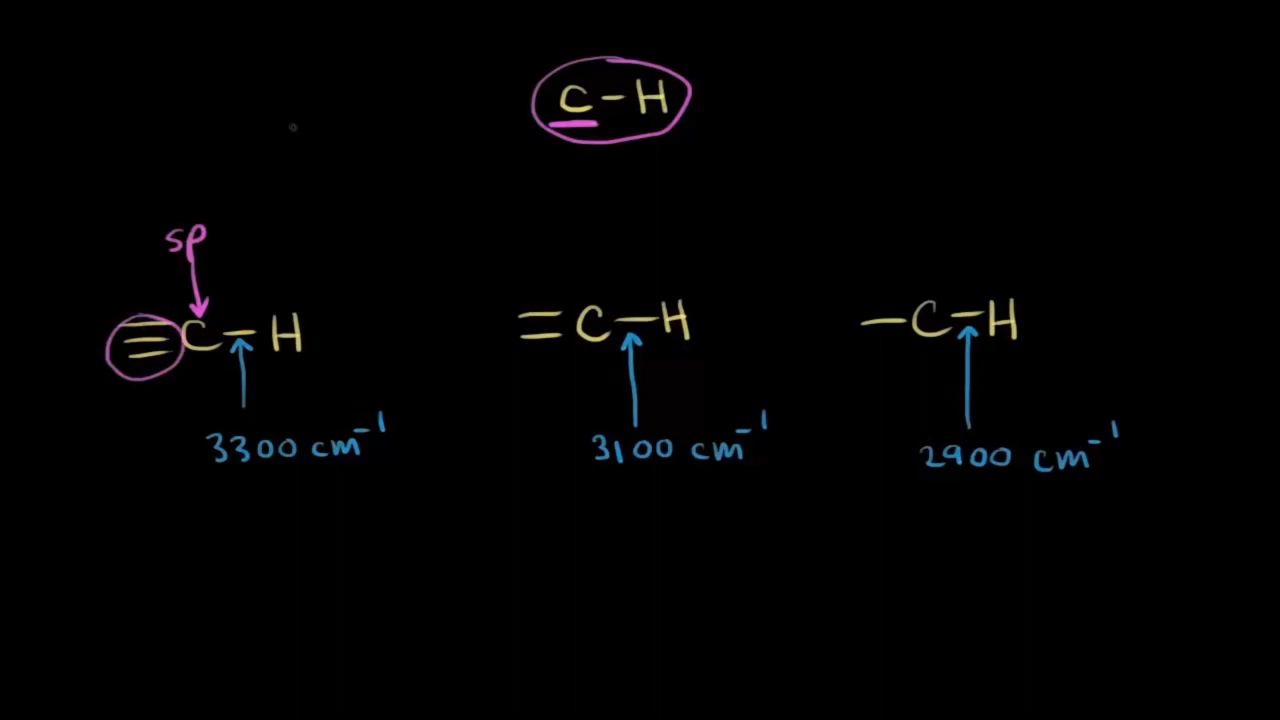 C-H
sp
≡C-H
=C-H
-C-H
3300 cm⁻¹
3100 cm⁻¹
2900 cm⁻¹